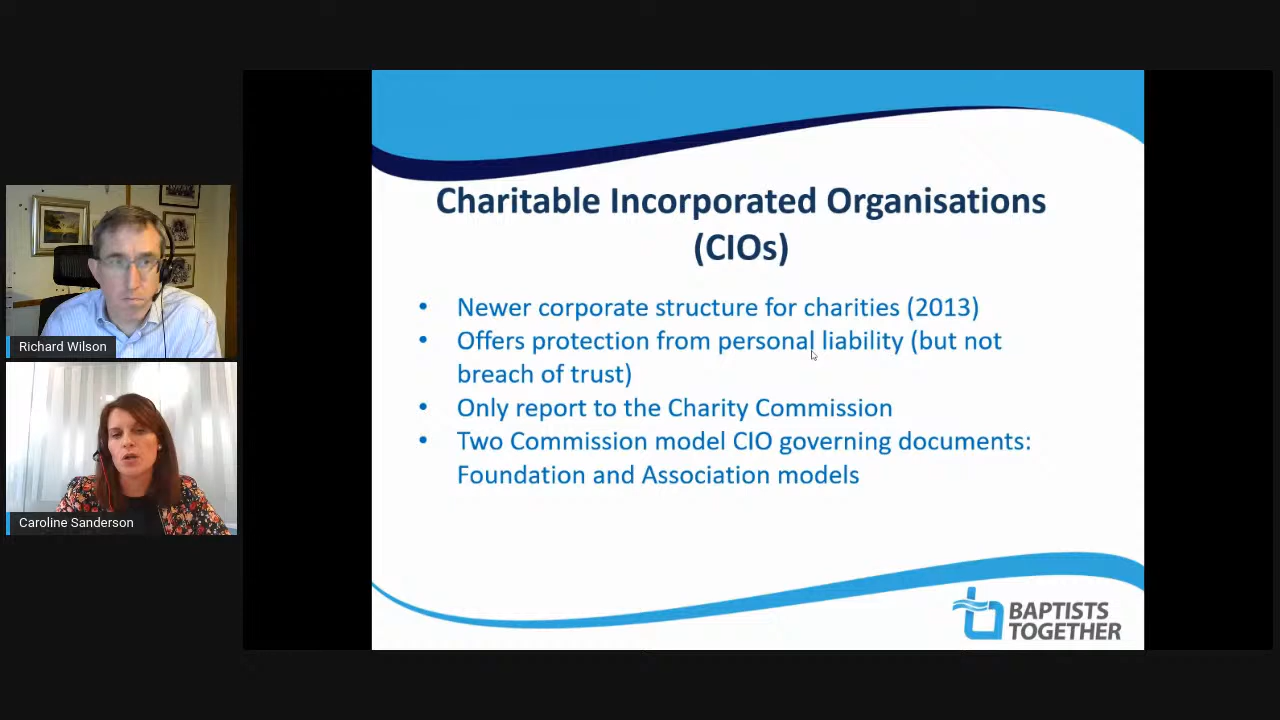 Richard Wilson
Caroline Sanderson
Charitable Incorporated Organisations
(CIOs)
• Newer corporate structure for charities (2013)
• Offers protection from personal liability (but not
breach of trust)
• Only report to the Charity Commission
• Two Commission model CIO governing documents:
Foundation and Association models
BAPTISTS
TOGETHER